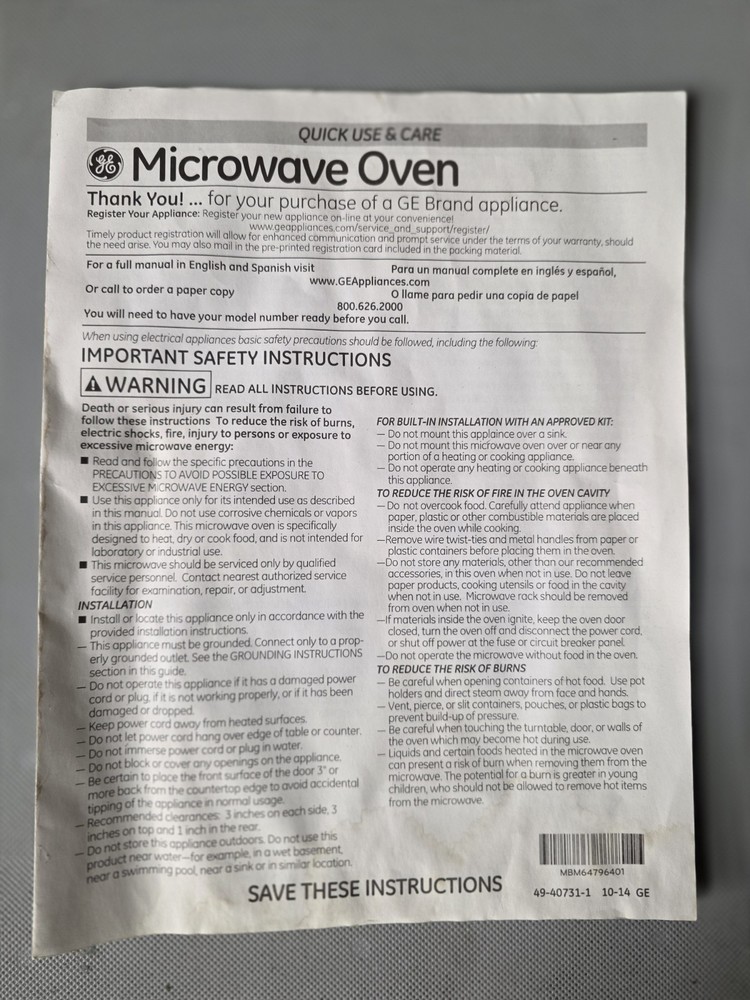 QUICK USE & CARE
GE Microwave Oven
Thank You! ... for your purchase of a GE Brand appliance.
Register Your Appliance: Register your new appliance on-line at your convenience!
www.geappliances.com/service_and_support/register/
Timely product registration will allow for enhanced communication and prompt service under the terms of your warranty, should
the need arise. You may also mail in the pre-printed registration card included in the packing material.
For a full manual in English and Spanish visit
Para un manual completo en inglés y español,
www.GEAppliances.com
Or call to order a paper copy
O llame para pedir una copia de papel
800.626.2000
You will need to have your model number ready before you call.
When using electrical appliances basic safety precautions should be followed, including the following:
IMPORTANT SAFETY INSTRUCTIONS
WARNING READ ALL INSTRUCTIONS BEFORE USING.
Death or serious injury can result from failure to
follow these instructions To reduce the risk of burns,
electric shocks, fire, injury to persons or exposure to
excessive microwave energy:
■ Read and follow the specific precautions in the
PRECAUTIONS TO AVOID POSSIBLE EXPOSURE TO
EXCESSIVE MICROWAVE ENERGY section.
■ Use this appliance only for its intended use as described
in this manual. Do not use corrosive chemicals or vapors
in this appliance. This microwave oven is specifically
designed to heat, dry or cook food, and is not intended for
laboratory or industrial use.
■ This microwave should be serviced only by qualified
service personnel. Contact nearest authorized service
facility for examination, repair, or adjustment.
INSTALLATION
■ Install or locate this appliance only in accordance with the
provided installation instructions.
— This appliance must be grounded. Connect only to a prop-
erly grounded outlet. See the GROUNDING INSTRUCTIONS
section in this guide.
— Do not operate this appliance if it has a damaged power
cord or plug, if it is not working properly, or if it has been
damaged or dropped.
— Keep power cord away from heated surfaces.
— Do not let power cord hang over edge of table or counter.
— Do not immerse power cord or plug in water.
— Do not block or cover any openings on the appliance.
— Be certain to place the front surface of the door 3" or
more back from the countertop edge to avoid accidental
tipping of the appliance in normal usage.
— Recommended clearances: 3 inches on each side, 3
inches on top and 1 inch in the rear.
— Do not store this appliance outdoors. Do not use this
product near water—for example, in a wet basement,
near a swimming pool, near a sink or in similar location.
FOR BUILT-IN INSTALLATION WITH AN APPROVED KIT:
— Do not mount this applaince over a sink.
— Do not mount this microwave oven over or near any
portion of a heating or cooking appliance.
— Do not operate any heating or cooking appliance beneath
this appliance.
TO REDUCE THE RISK OF FIRE IN THE OVEN CAVITY
—Do not overcook food. Carefully attend appliance when
paper, plastic or other combustible materials are placed
inside the oven while cooking.
—Remove wire twist-ties and metal handles from paper or
plastic containers before placing them in the oven.
—Do not store any materials, other than our recommended
accessories, in this oven when not in use. Do not leave
paper products, cooking utensils or food in the cavity
when not in use. Microwave rack should be removed
from oven when not in use.
—If materials inside the oven ignite, keep the oven door
closed, turn the oven off and disconnect the power cord,
or shut off power at the fuse or circuit breaker panel.
—Do not operate the microwave without food in the oven.
TO REDUCE THE RISK OF BURNS
— Be careful when opening containers of hot food. Use pot
holders and direct steam away from face and hands.
— Vent, pierce, or slit containers, pouches, or plastic bags to
prevent build-up of pressure.
— Be careful when touching the turntable, door, or walls of
the oven which may become hot during use.
— Liquids and certain foods heated in the microwave oven
can present a risk of burn when removing them from the
microwave. The potential for a burn is greater in young
children, who should not be allowed to remove hot items
from the microwave.
MBM64796401
SAVE THESE INSTRUCTIONS
49-40731-1 10-14 GE